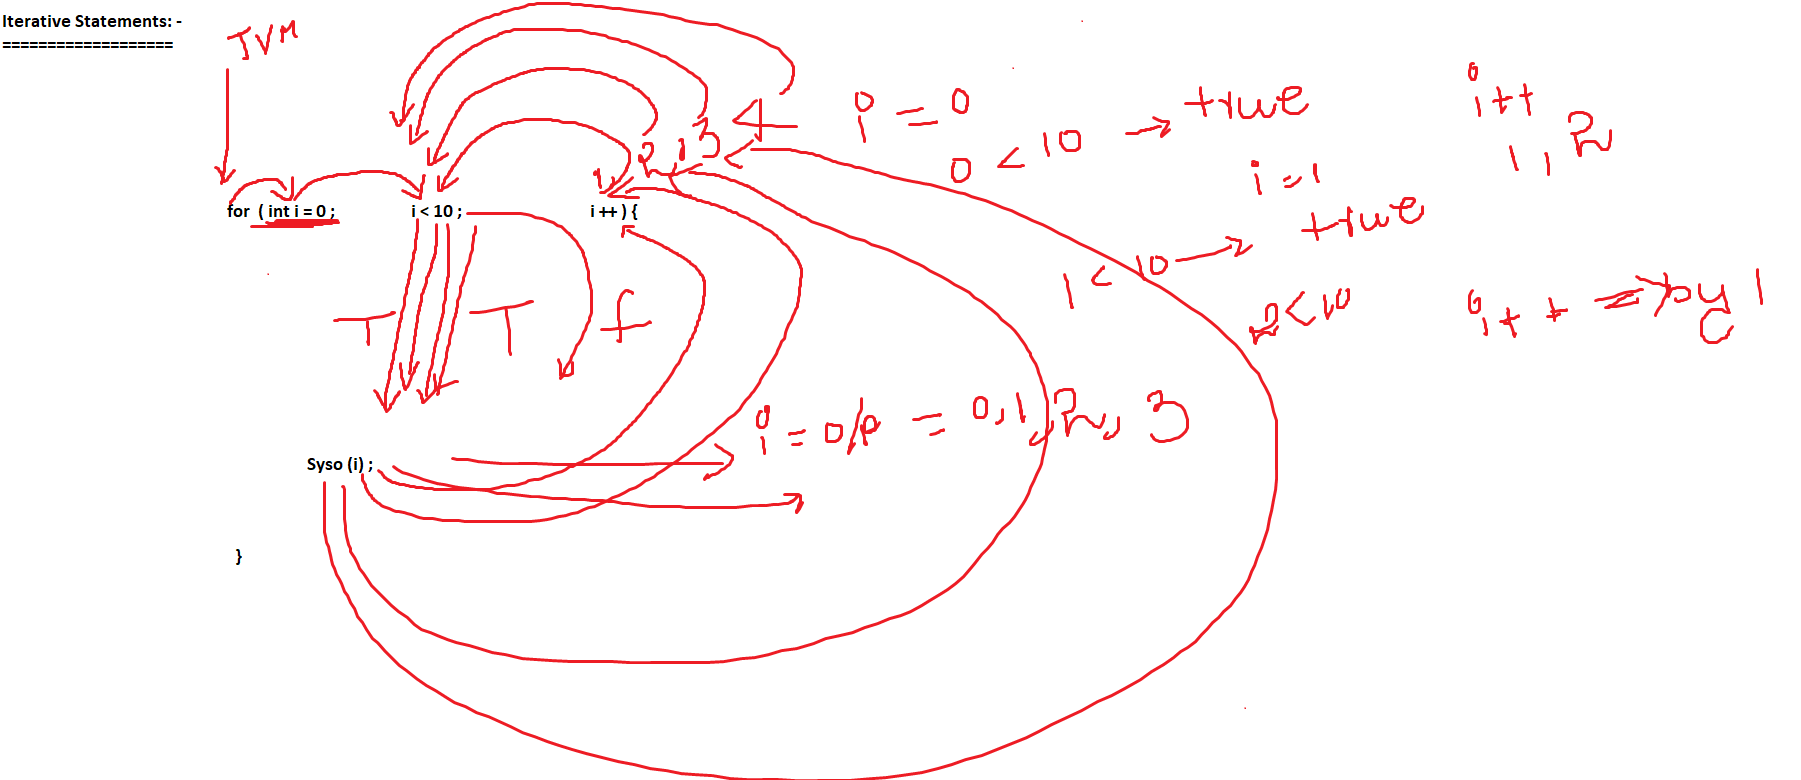 Iterative Statements: -
===================
JVM
i = 0
0 < 10 → true
i++
1, 2
i = 1
1 < 10 → true
2 < 10
i++ => by 1
1 2 , 3 4
for ( int i = 0 ; i < 10 ; i ++ ) {
T T f
i = o/p = 0, 1, 2, 3
Syso (i) ;
}